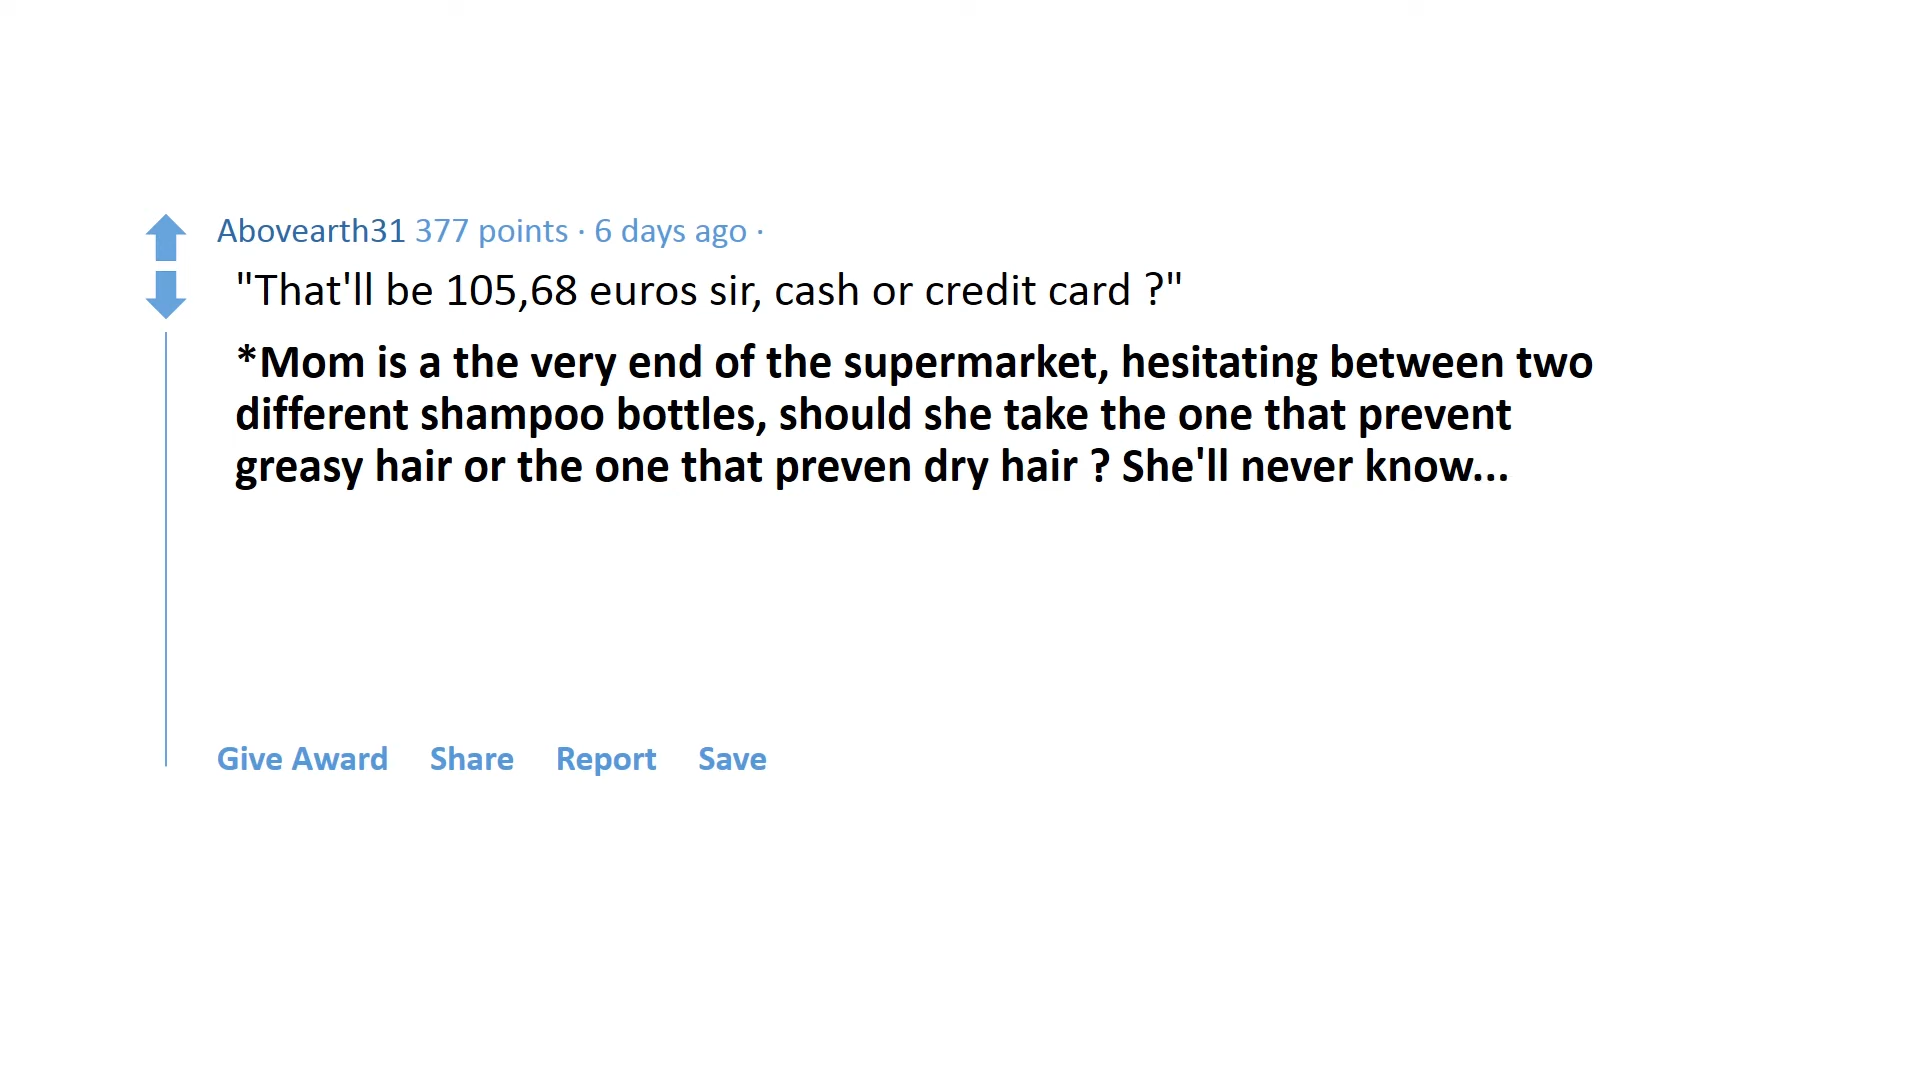 Abovearth31 377 points · 6 days ago ·
"That'll be 105,68 euros sir, cash or credit card ?"
*Mom is a the very end of the supermarket, hesitating between two
different shampoo bottles, should she take the one that prevent
greasy hair or the one that preven dry hair ? She'll never know...
Give Award Share Report Save